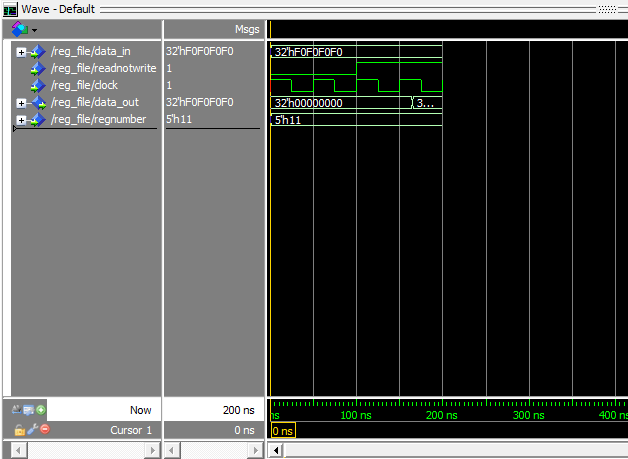 Wave - Default
Msgs
/reg_file/data_in 32'hF0F0F0F0 32'hF0F0F0F0
/reg_file/readnotwrite 1
/reg_file/clock 1
/reg_file/data_out 32'hF0F0F0F0 32'h00000000 3...
/reg_file/regnumber 5'h11 5'h11
Now 200 ns ns 100 ns 200 ns 300 ns 400 n
Cursor 1 0 ns 0 ns